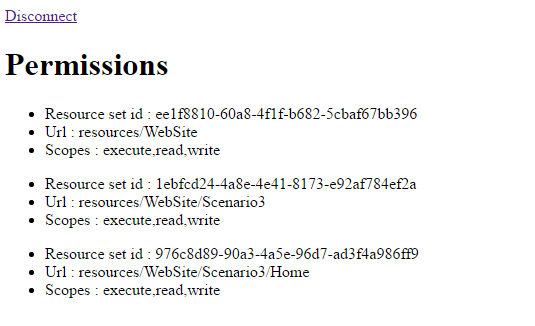 Disconnect
Permissions
Resource set id : ee1f8810-60a8-4f1f-b682-5cbaf67bb396
Url : resources/WebSite
Scopes : execute,read,write
Resource set id : 1ebfcd24-4a8e-4e41-8173-e92af784ef2a
Url : resources/WebSite/Scenario3
Scopes : execute,read,write
Resource set id : 976c8d89-90a3-4a5e-96d7-ad3f4a986ff9
Url : resources/WebSite/Scenario3/Home
Scopes : execute,read,write